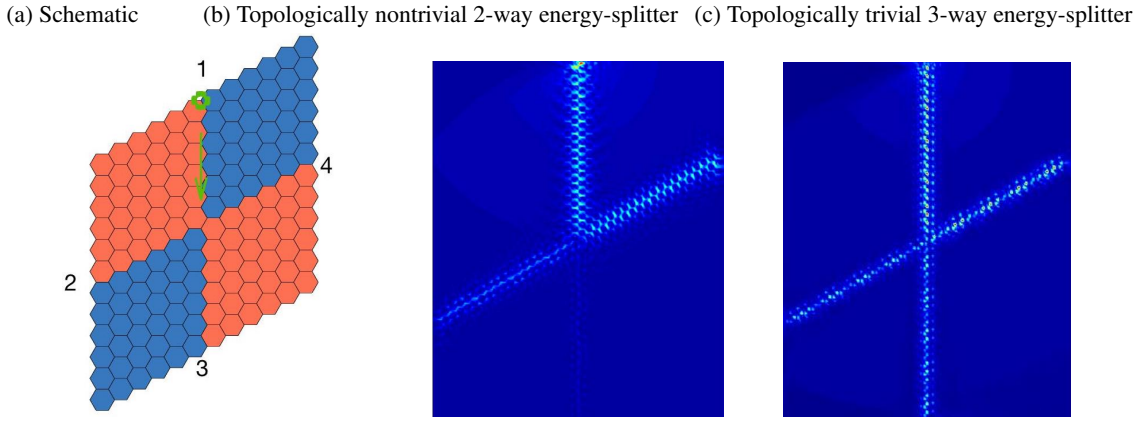 (a) Schematic
(b) Topologically nontrivial 2-way energy-splitter
(c) Topologically trivial 3-way energy-splitter
1
4
2
3